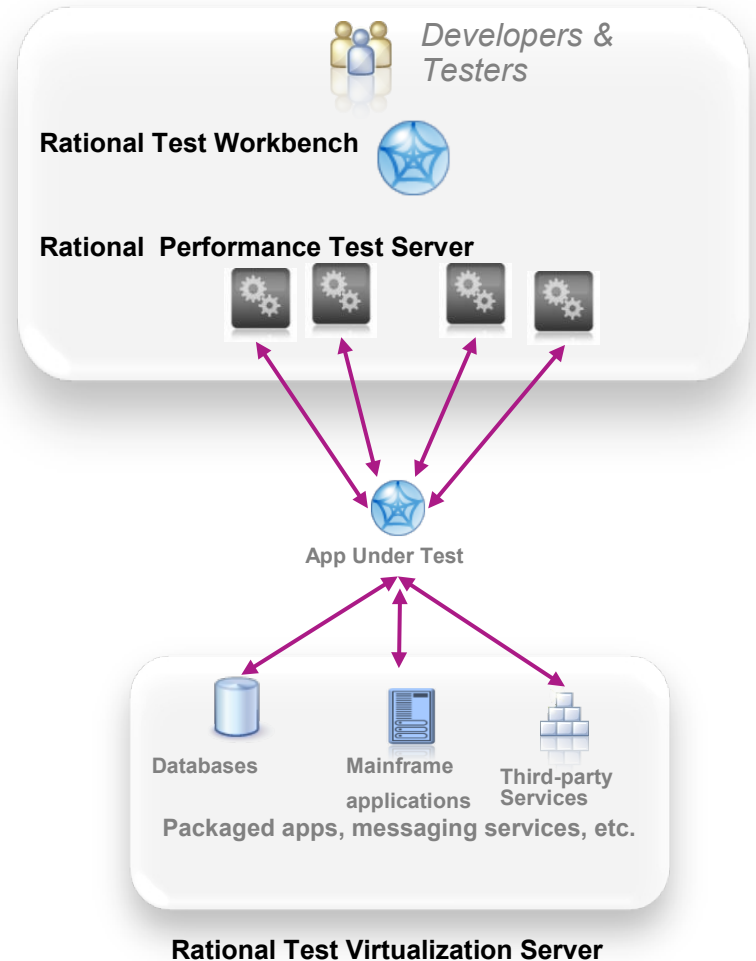 Developers &
Testers
Rational Test Workbench
Rational Performance Test Server
App Under Test
Databases
Mainframe
applications
Third-party
Services
Packaged apps, messaging services, etc.
Rational Test Virtualization Server